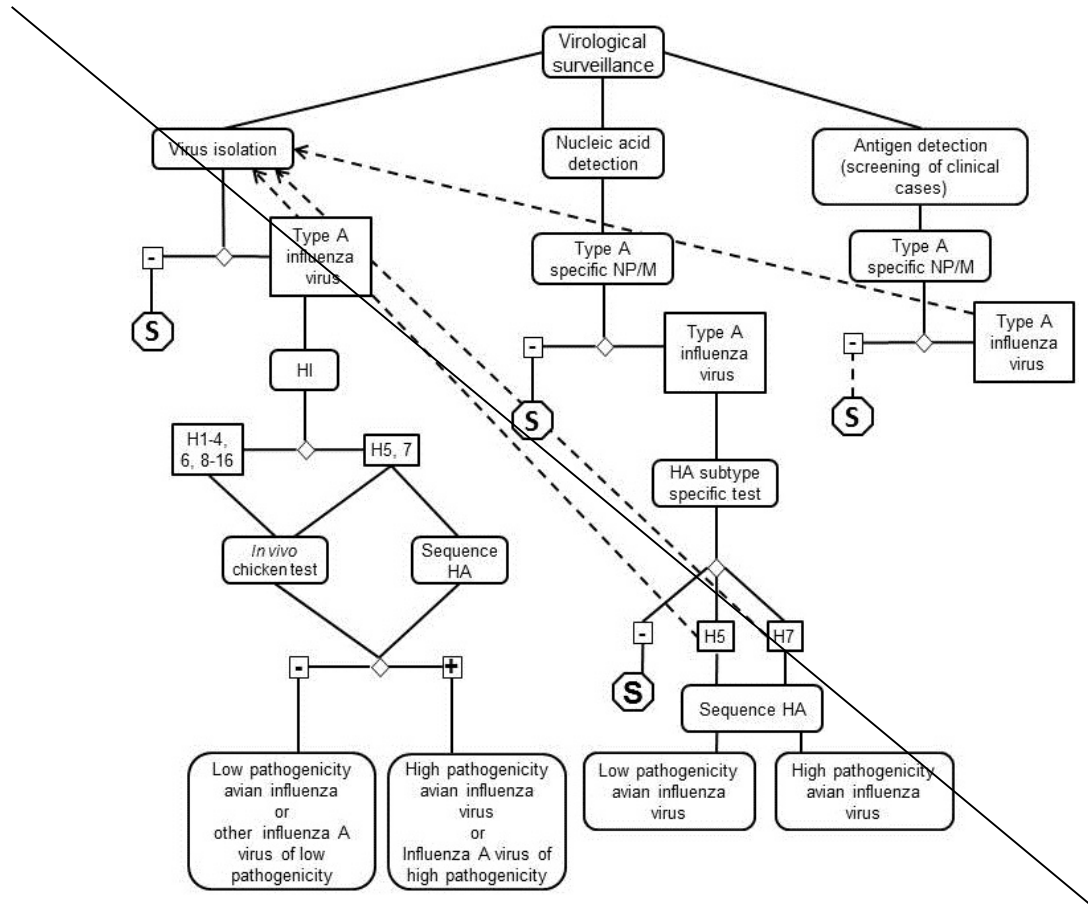 Virological
surveillance
Virus isolation
Nucleic acid
detection
Antigen detection
(screening of clinical
cases)
Type A
influenza
virus
Type A
specific NP/M
Type A
specific NP/M
-
S
-
Type A
influenza
virus
-
Type A
influenza
virus
HI
S
S
H1-4,
6, 8-16
H5, 7
HA subtype
specific test
In vivo
chicken test
Sequence
HA
-
H5
H7
-
+
S
Sequence HA
Low pathogenicity
avian influenza
or
other influenza A
virus of low
pathogenicity
High pathogenicity
avian influenza
virus
or
Influenza A virus of
high pathogenicity
Low pathogenicity
avian influenza
virus
High pathogenicity
avian influenza
virus